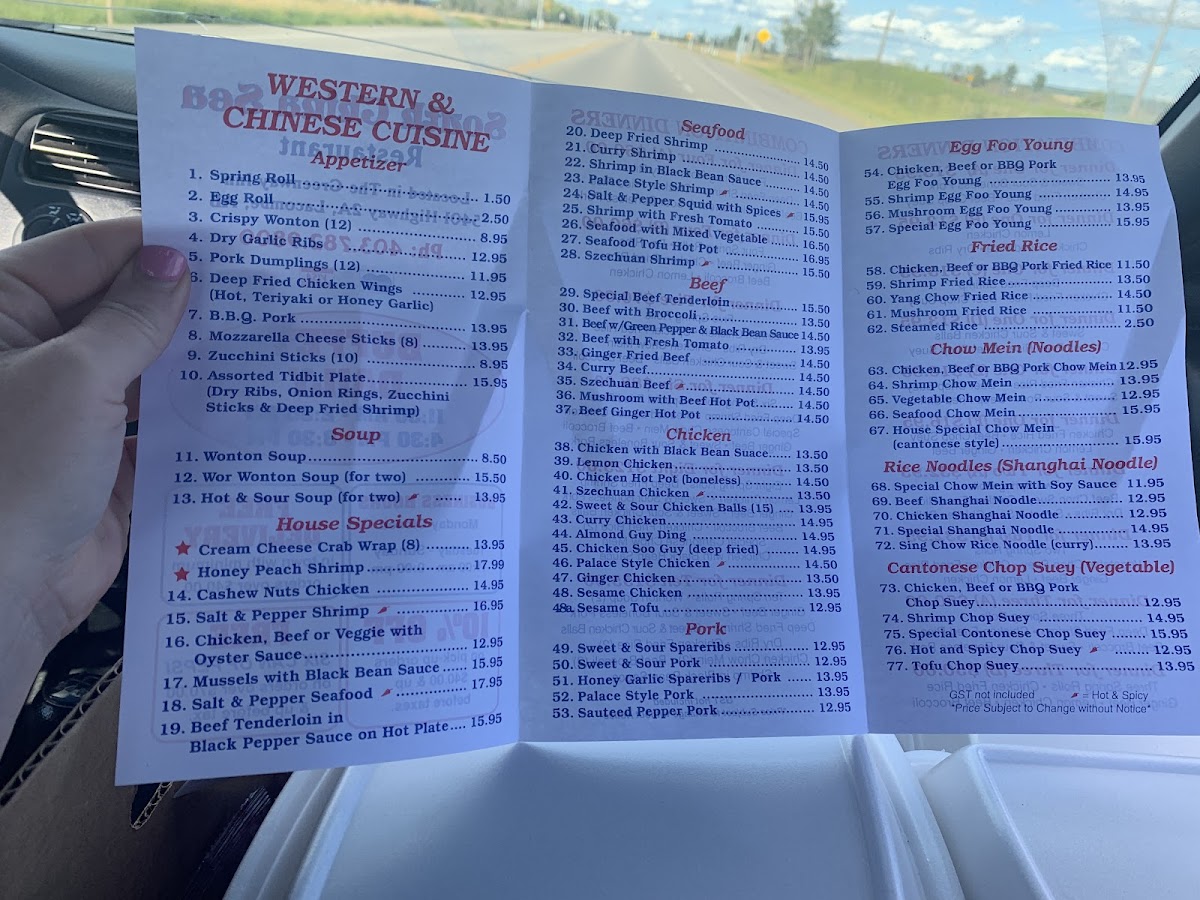 WESTERN &
CHINESE CUISINE
Appetizer
1. Spring Roll 1.50
2. Egg Roll 2.50
3. Crispy Wonton (12) 8.95
4. Dry Garlic Ribs 12.95
5. Pork Dumplings (12) 11.95
6. Deep Fried Chicken Wings 12.95
(Hot, Teriyaki or Honey Garlic)
7. B.B.Q. Pork 13.95
8. Mozzarella Cheese Sticks (8) 13.95
9. Zucchini Sticks (10) 8.95
10. Assorted Tidbit Plate 15.95
(Dry Ribs, Onion Rings, Zucchini
Sticks & Deep Fried Shrimp)
Soup
11. Wonton Soup 8.50
12. Wor Wonton Soup (for two) 15.50
13. Hot & Sour Soup (for two) 13.95
House Specials
Cream Cheese Crab Wrap (8) 13.95
Honey Peach Shrimp 17.99
14. Cashew Nuts Chicken 14.95
15. Salt & Pepper Shrimp 16.95
16. Chicken, Beef or Veggie with
Oyster Sauce 12.95
17. Mussels with Black Bean Sauce 15.95
18. Salt & Pepper Seafood 17.95
19. Beef Tenderloin in
Black Pepper Sauce on Hot Plate 15.95
Seafood
20. Deep Fried Shrimp 14.50
21. Curry Shrimp 14.50
22. Shrimp in Black Bean Sauce 14.50
23. Palace Style Shrimp 14.50
24. Salt & Pepper Squid with Spices 15.95
25. Shrimp with Fresh Tomato 15.50
26. Seafood with Mixed Vegetable 16.50
27. Seafood Tofu Hot Pot 16.95
28. Szechuan Shrimp 15.50
Beef
29. Special Beef Tenderloin 15.50
30. Beef with Broccoli 13.50
31. Beef w/Green Pepper & Black Bean Sauce 14.50
32. Beef with Fresh Tomato 13.95
33. Ginger Fried Beef 14.50
34. Curry Beef 14.50
35. Szechuan Beef 14.50
36. Mushroom with Beef Hot Pot 14.50
37. Beef Ginger Hot Pot 14.50
Chicken
38. Chicken with Black Bean Suace 13.50
39. Lemon Chicken 13.50
40. Chicken Hot Pot (boneless) 14.50
41. Szechuan Chicken 13.50
42. Sweet & Sour Chicken Balls (15) 13.95
43. Curry Chicken 14.95
44. Almond Guy Ding 14.95
45. Chicken Soo Guy (deep fried) 14.95
46. Palace Style Chicken 14.50
47. Ginger Chicken 13.50
48. Sesame Chicken 13.95
48a. Sesame Tofu 12.95
Pork
49. Sweet & Sour Spareribs 12.95
50. Sweet & Sour Pork 12.95
51. Honey Garlic Spareribs / Pork 13.95
52. Palace Style Pork 13.95
53. Sauteed Pepper Pork 12.95
Egg Foo Young
54. Chicken, Beef or BBQ Pork
Egg Foo Young 13.95
55. Shrimp Egg Foo Young 14.95
56. Mushroom Egg Foo Young 13.95
57. Special Egg Foo Young 15.95
Fried Rice
58. Chicken, Beef or BBQ Pork Fried Rice 11.50
59. Shrimp Fried Rice 13.50
60. Yang Chow Fried Rice 14.50
61. Mushroom Fried Rice 11.50
62. Steamed Rice 2.50
Chow Mein (Noodles)
63. Chicken, Beef or BBQ Pork Chow Mein 12.95
64. Shrimp Chow Mein 13.95
65. Vegetable Chow Mein 12.95
66. Seafood Chow Mein 15.95
67. House Special Chow Mein
(cantonese style) 15.95
Rice Noodles (Shanghai Noodle)
68. Special Chow Mein with Soy Sauce 11.95
69. Beef Shanghai Noodle 12.95
70. Chicken Shanghai Noodle 12.95
71. Special Shanghai Noodle 14.95
72. Sing Chow Rice Noodle (curry) 13.95
Cantonese Chop Suey (Vegetable)
73. Chicken, Beef or BBQ Pork
Chop Suey 12.95
74. Shrimp Chop Suey 14.95
75. Special Contonese Chop Suey 15.95
76. Hot and Spicy Chop Suey 12.95
77. Tofu Chop Suey 13.95
GST not included = Hot & Spicy
*Price Subject to Change without Notice*